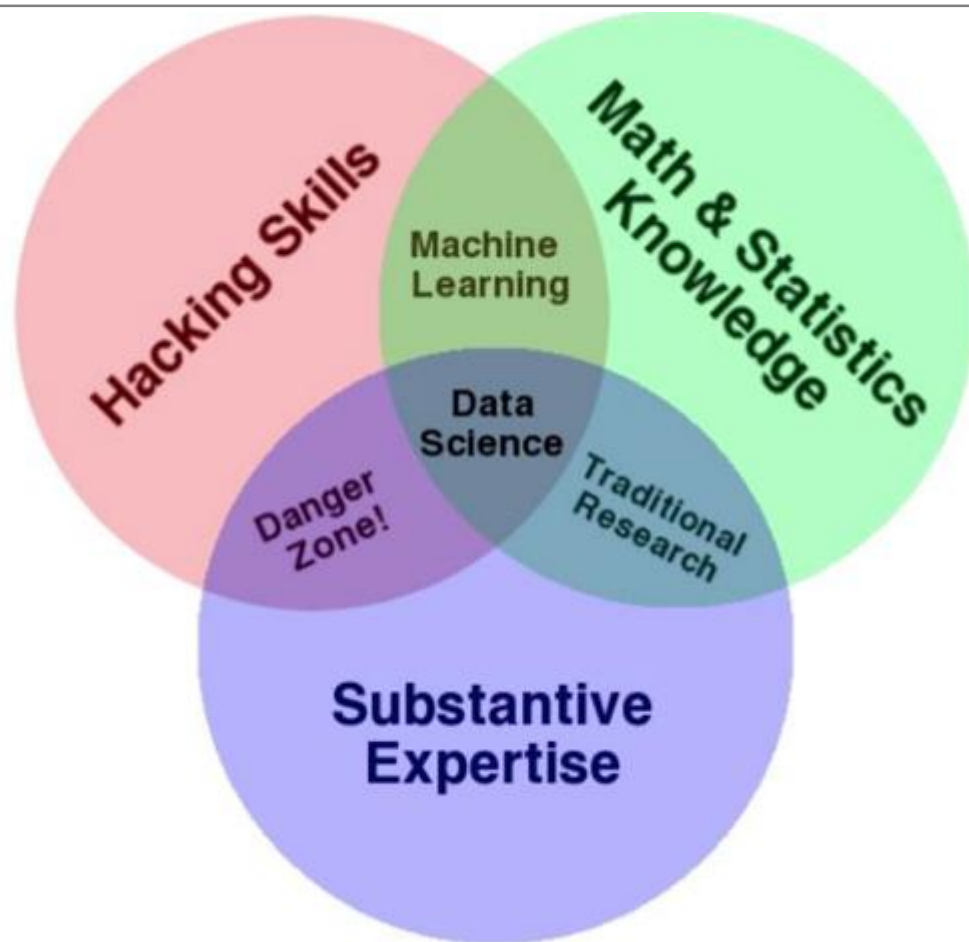 Hacking Skills
Math & Statistics
Knowledge
Machine
Learning
Data
Science
Danger
Zone!
Traditional
Research
Substantive
Expertise